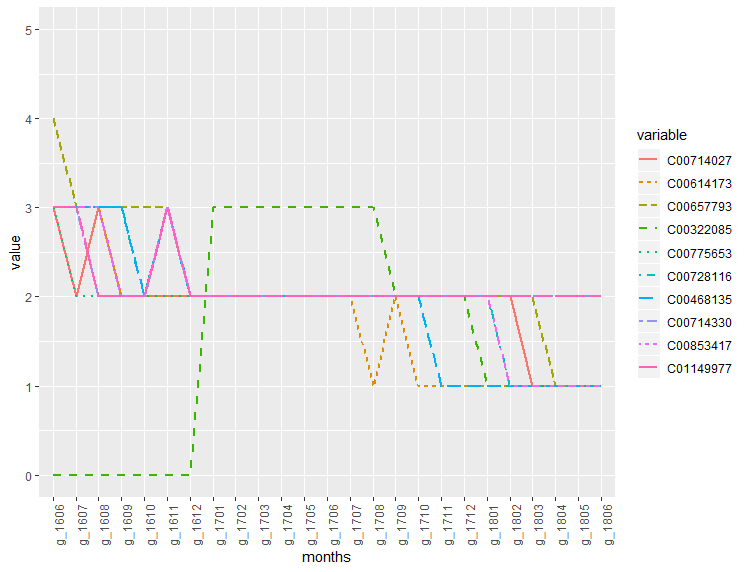 5
4
3
2
1
0
value
g_1606
g_1607
g_1608
g_1609
g_1610
g_1611
g_1612
g_1701
g_1702
g_1703
g_1704
g_1705
g_1706
g_1707
g_1708
g_1709
g_1710
g_1711
g_1712
g_1801
g_1802
g_1803
g_1804
g_1805
g_1806
months
variable
C00714027
C00614173
C00657793
C00322085
C00775653
C00728116
C00468135
C00714330
C00853417
C01149977